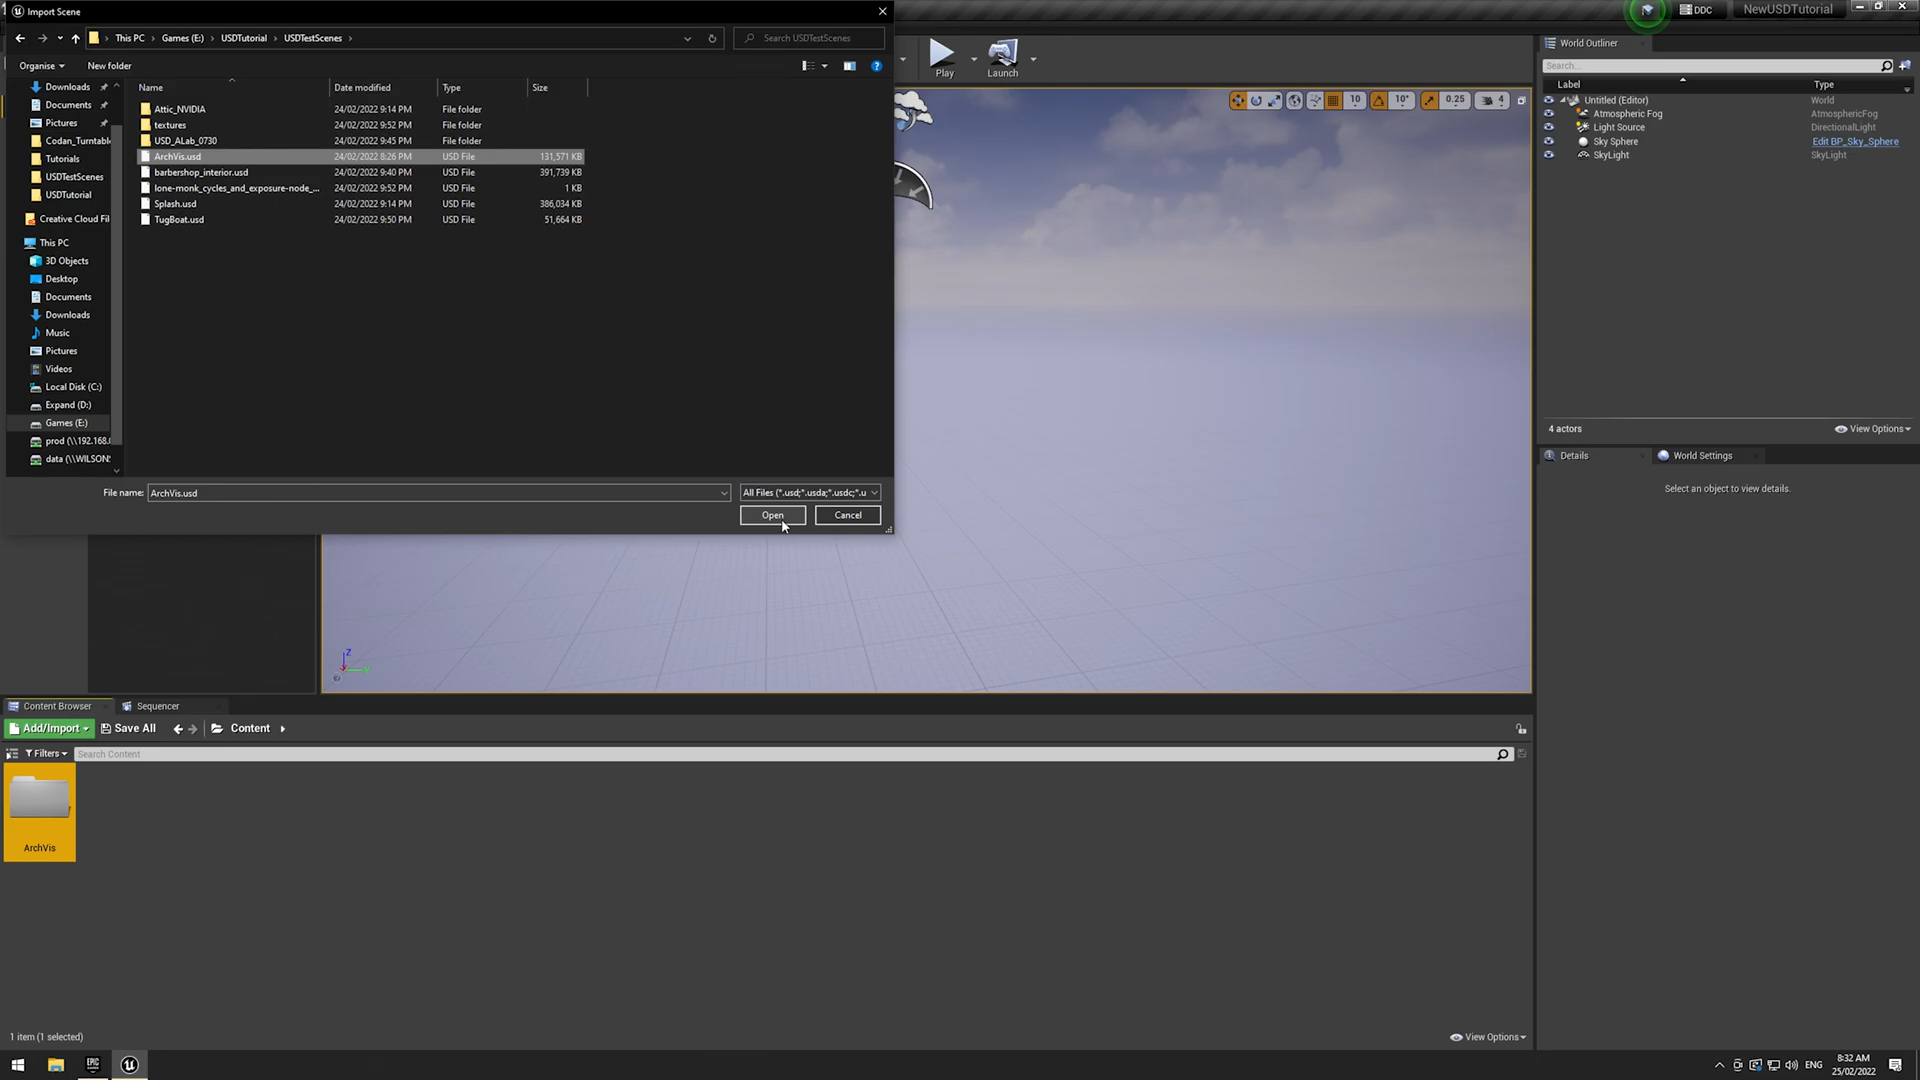 Import Scene
DDC
NewUSDTutorial
This PC
Games (E:)
USDTutorial
USDTestScenes
Search USDTestScenes
Organise
New folder
Play
Launch
World Outliner
Search...
Label
Type
Name
Date modified
Type
Size
Downloads
Documents
Pictures
Codan_Turntabl
Tutorials
USDTestScenes
USDTutorial
Creative Cloud Fil
This PC
3D Objects
Desktop
Documents
Downloads
Music
Pictures
Videos
Local Disk (C:)
Expand (D:)
Games (E:)
prod (\\192.168.
data (\\WILSON
Attic_NVIDIA 24/02/2022 9:14 PM File folder
textures 24/02/2022 9:52 PM File folder
USD_ALab_0730 24/02/2022 9:45 PM File folder
ArchVis.usd 24/02/2022 8:26 PM USD File 131,571 KB
barbershop_interior.usd 24/02/2022 9:40 PM USD File 391,739 KB
lone-monk_cycles_and_exposure-node_... 24/02/2022 9:52 PM USD File 1 KB
Splash.usd 24/02/2022 9:14 PM USD File 386,034 KB
TugBoat.usd 24/02/2022 9:50 PM USD File 51,664 KB
File name: ArchVis.usd
All Files (*.usd;*.usda;*.usdc;*.u
Open
Cancel
10
10°
0.25
4
Untitled (Editor) World
Atmospheric Fog AtmosphericFog
Light Source DirectionalLight
Sky Sphere Edit BP_Sky_Sphere
SkyLight SkyLight
4 actors
View Options
Details
World Settings
Select an object to view details.
Z
Content Browser
Sequencer
Add/Import
Save All
Content
Filters
Search Content
ArchVis
1 item (1 selected)
View Options
EPIC
ENG
8:32 AM
25/02/2022